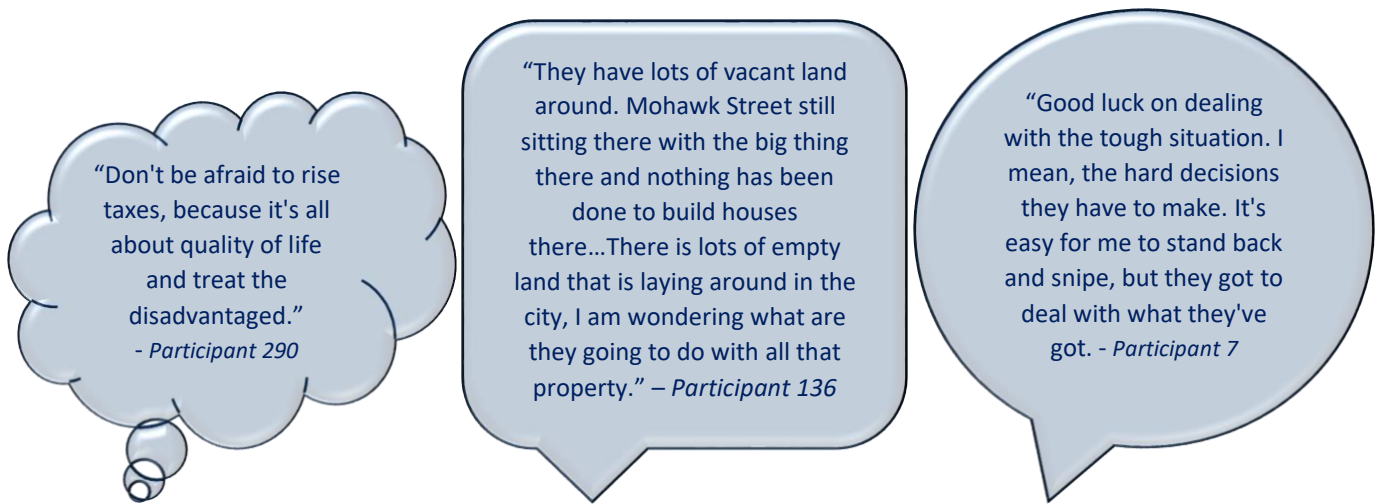 “Don't be afraid to rise
taxes, because it's all
about quality of life
and treat the
disadvantaged.”
- Participant 290
“They have lots of vacant land
around. Mohawk Street still
sitting there with the big thing
there and nothing has been
done to build houses
there…There is lots of empty
land that is laying around in the
city, I am wondering what are
they going to do with all that
property.” – Participant 136
“Good luck on dealing
with the tough situation. I
mean, the hard decisions
they have to make. It's
easy for me to stand back
and snipe, but they got to
deal with what they've
got. - Participant 7